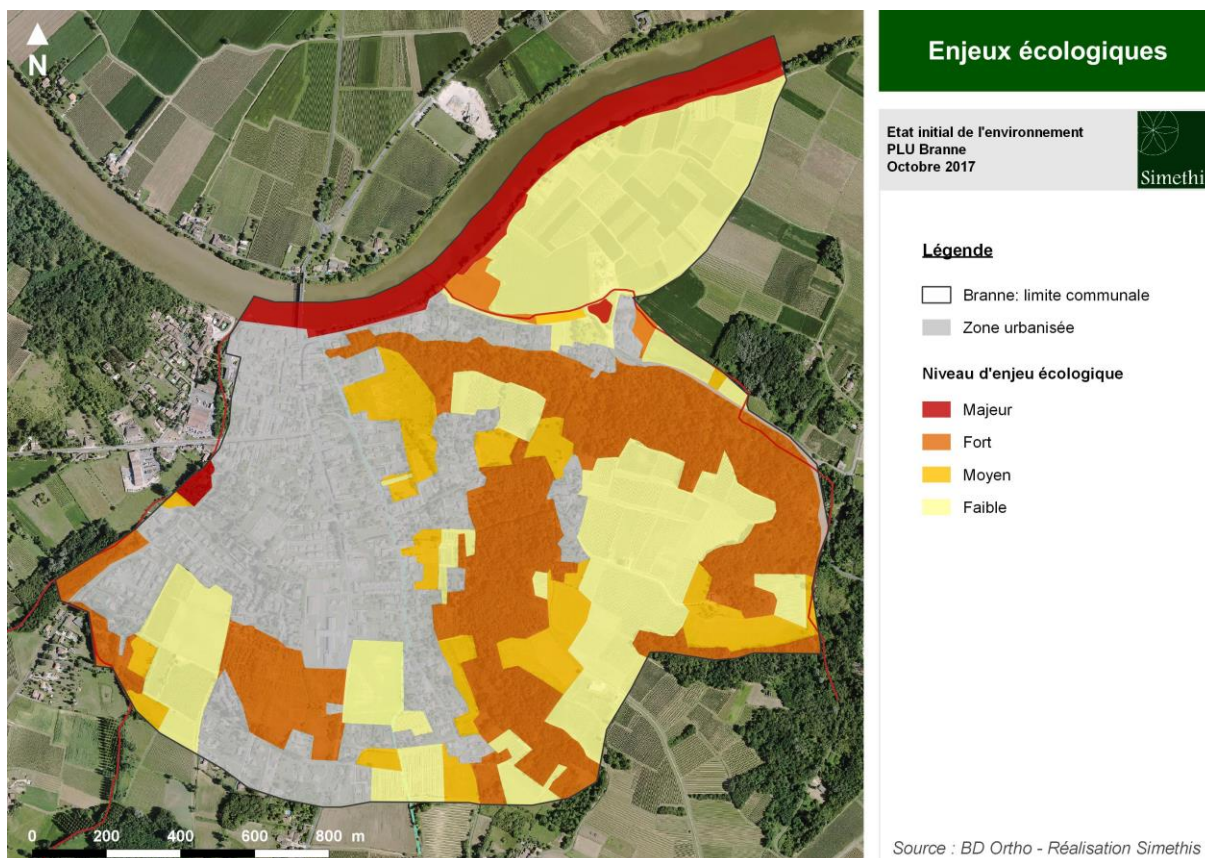 N
Enjeux écologiques
Etat initial de l'environnement
PLU Branne
Octobre 2017
Simethi
Légende
Branne: limite communale
Zone urbanisée
Niveau d'enjeu écologique
Majeur
Fort
Moyen
Faible
0 200 400 600 800 m
Source : BD Ortho - Réalisation Simethis